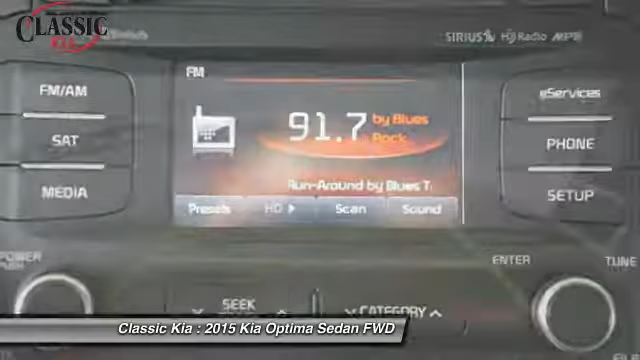 CLASSIC
KIA
SIRIUS HD Radio MP3
FM
FM/AM
eServices
91.7
by Blues
Rock
SAT
PHONE
MEDIA
Run-Around by Blues T
SETUP
Presets HD Scan Sound
POWER
PUSH
ENTER
TUNE
SEEK
CATEGORY
Classic Kia : 2015 Kia Optima Sedan FWD